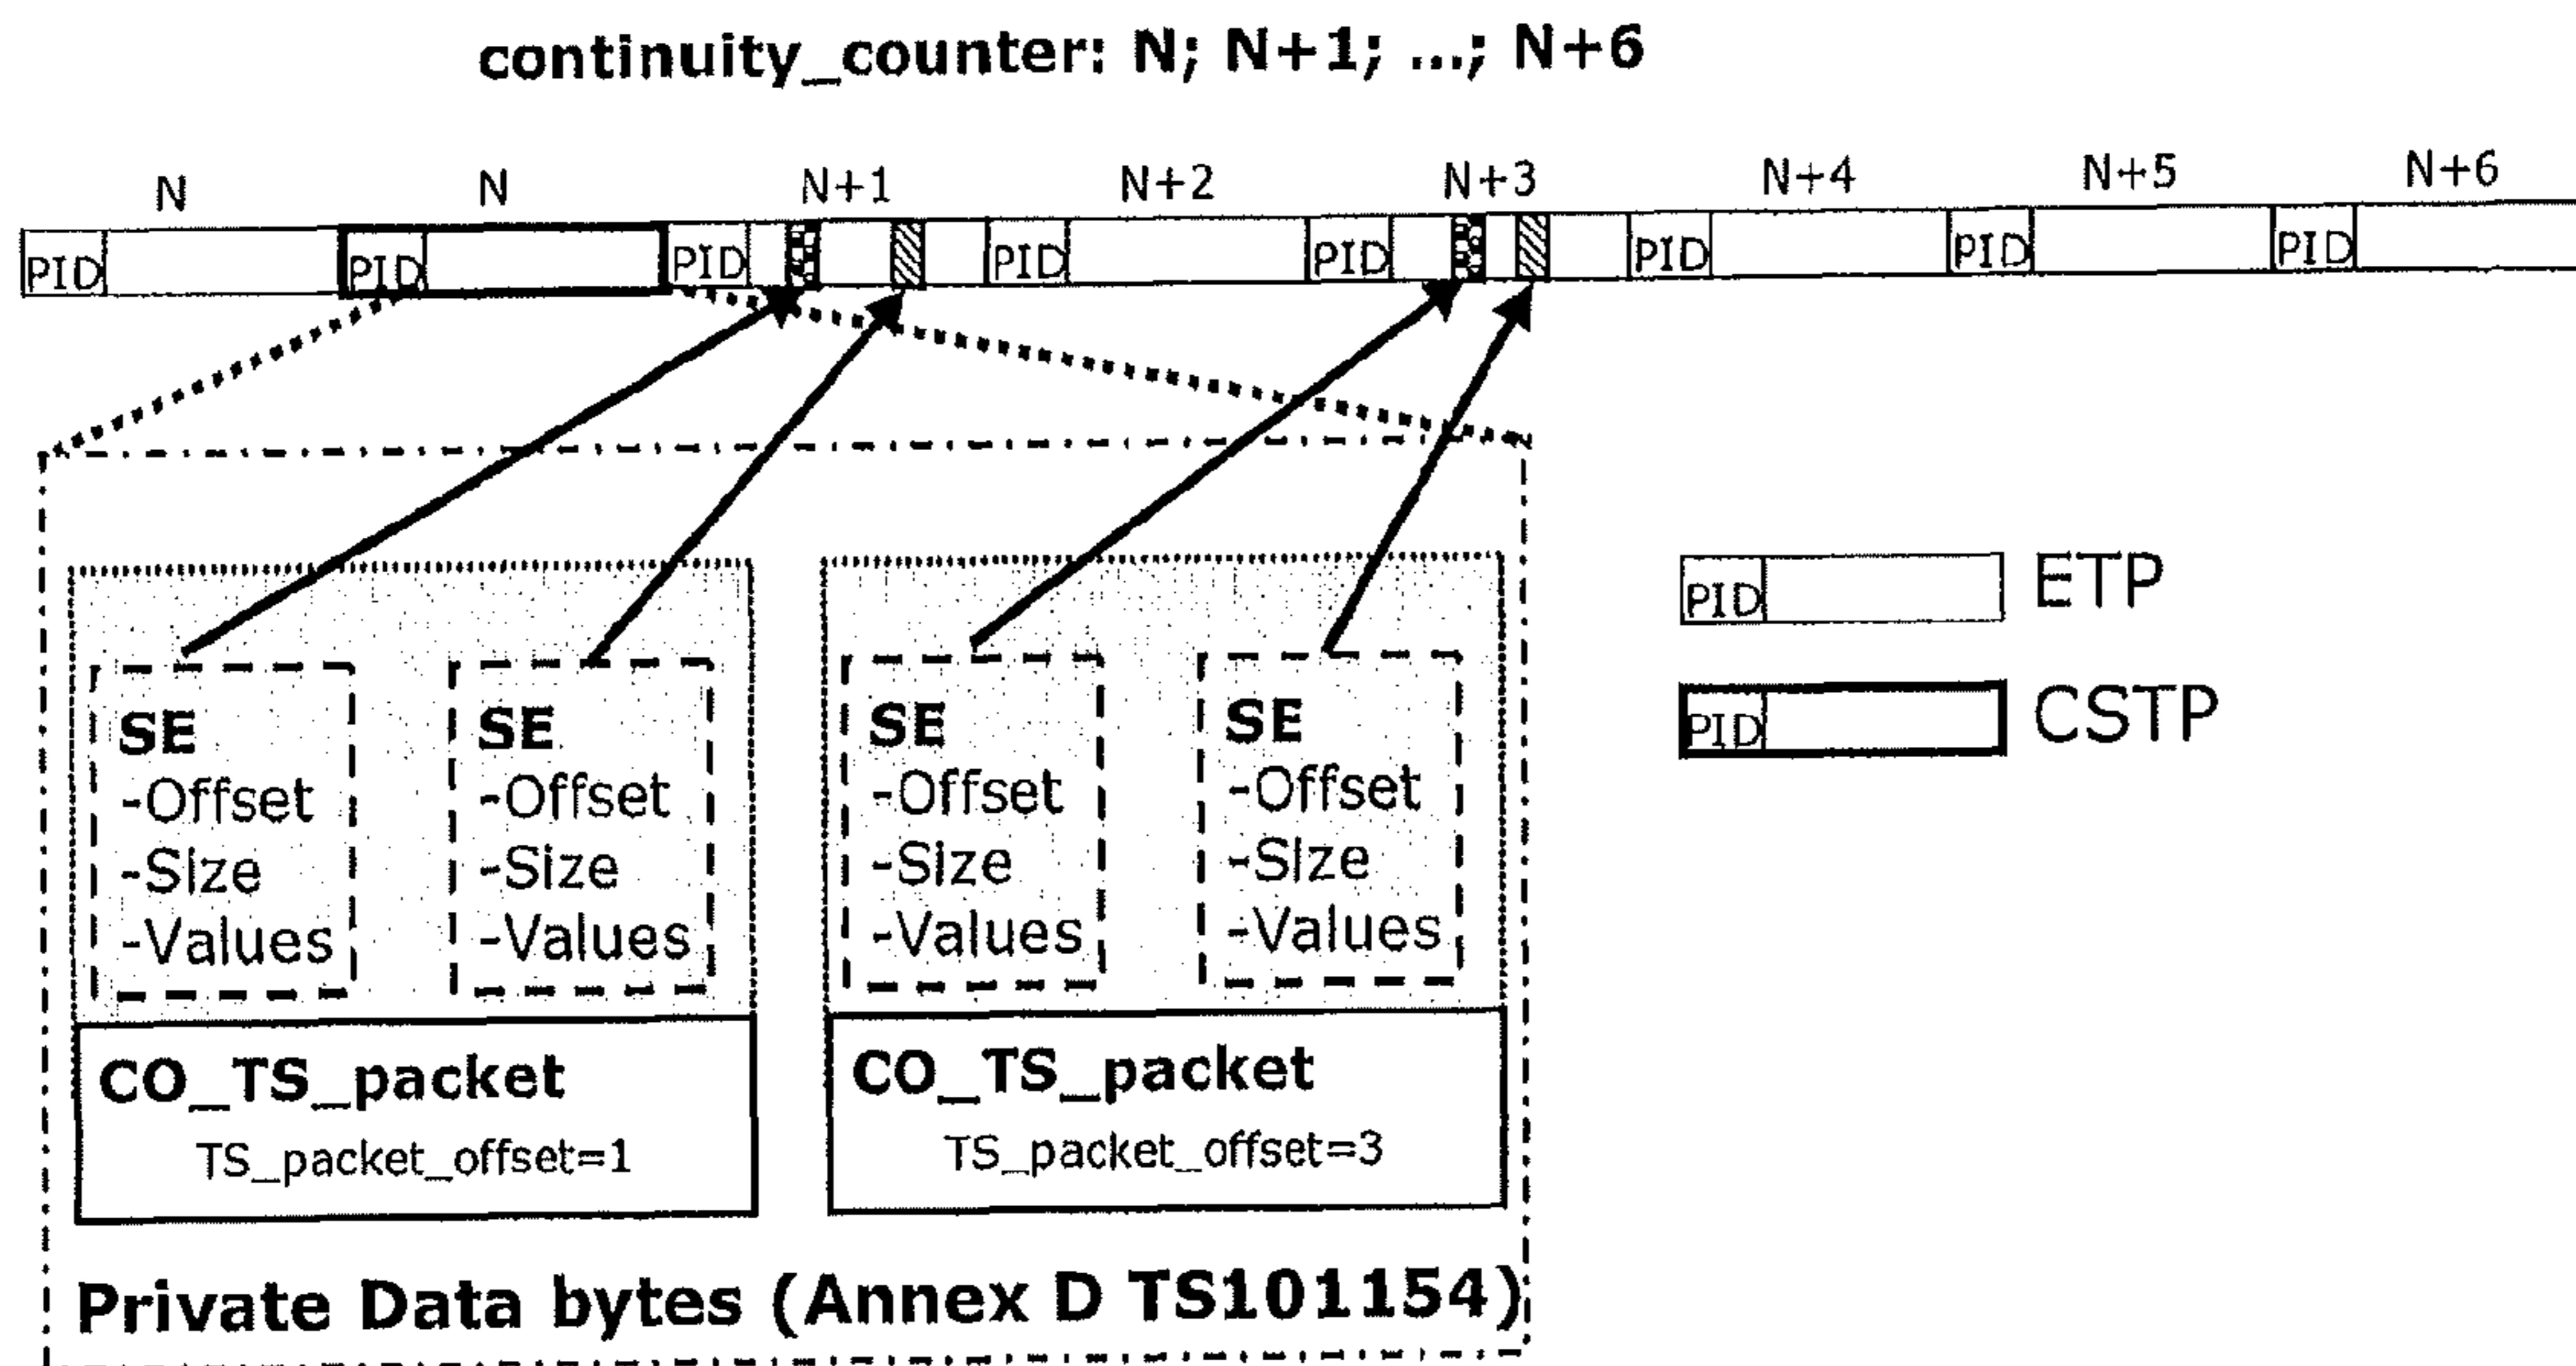 continuity_counter: N; N+1; ...; N+6
N N N+1 N+2 N+3 N+4 N+5 N+6
PID PID PID PID PID PID PID PID
PID ETP
PID CSTP
SE
-Offset
-Size
-Values
SE
-Offset
-Size
-Values
SE
-Offset
-Size
-Values
SE
-Offset
-Size
-Values
CO_TS_packet
TS_packet_offset=1
CO_TS_packet
TS_packet_offset=3
Private Data bytes (Annex D TS101154)